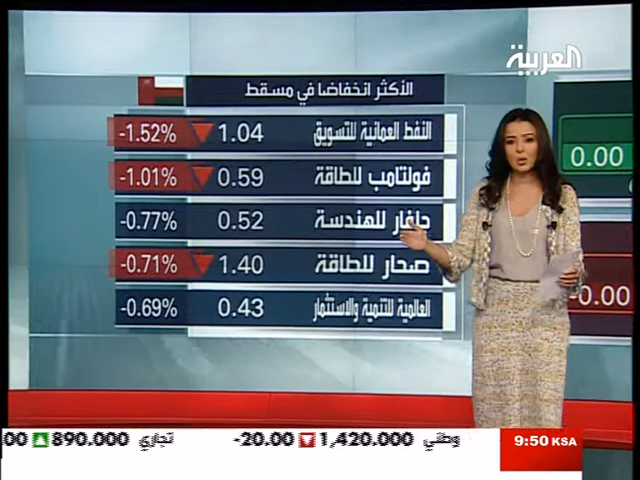 العربية
الأكثر انخفاضا في مسقط
النفط العمانية للتسويق 1.04 -1.52%
فولتامب للطاقة 0.59 -1.01%
جلفار للهندسة 0.52 -0.77%
صحار للطاقة 1.40 -0.71%
العالمية للتنمية والاستثمار 0.43 -0.69%
0.00
-0.00
00 890.000 تجاري -20.00 1,420.000 وطني
9:50 KSA